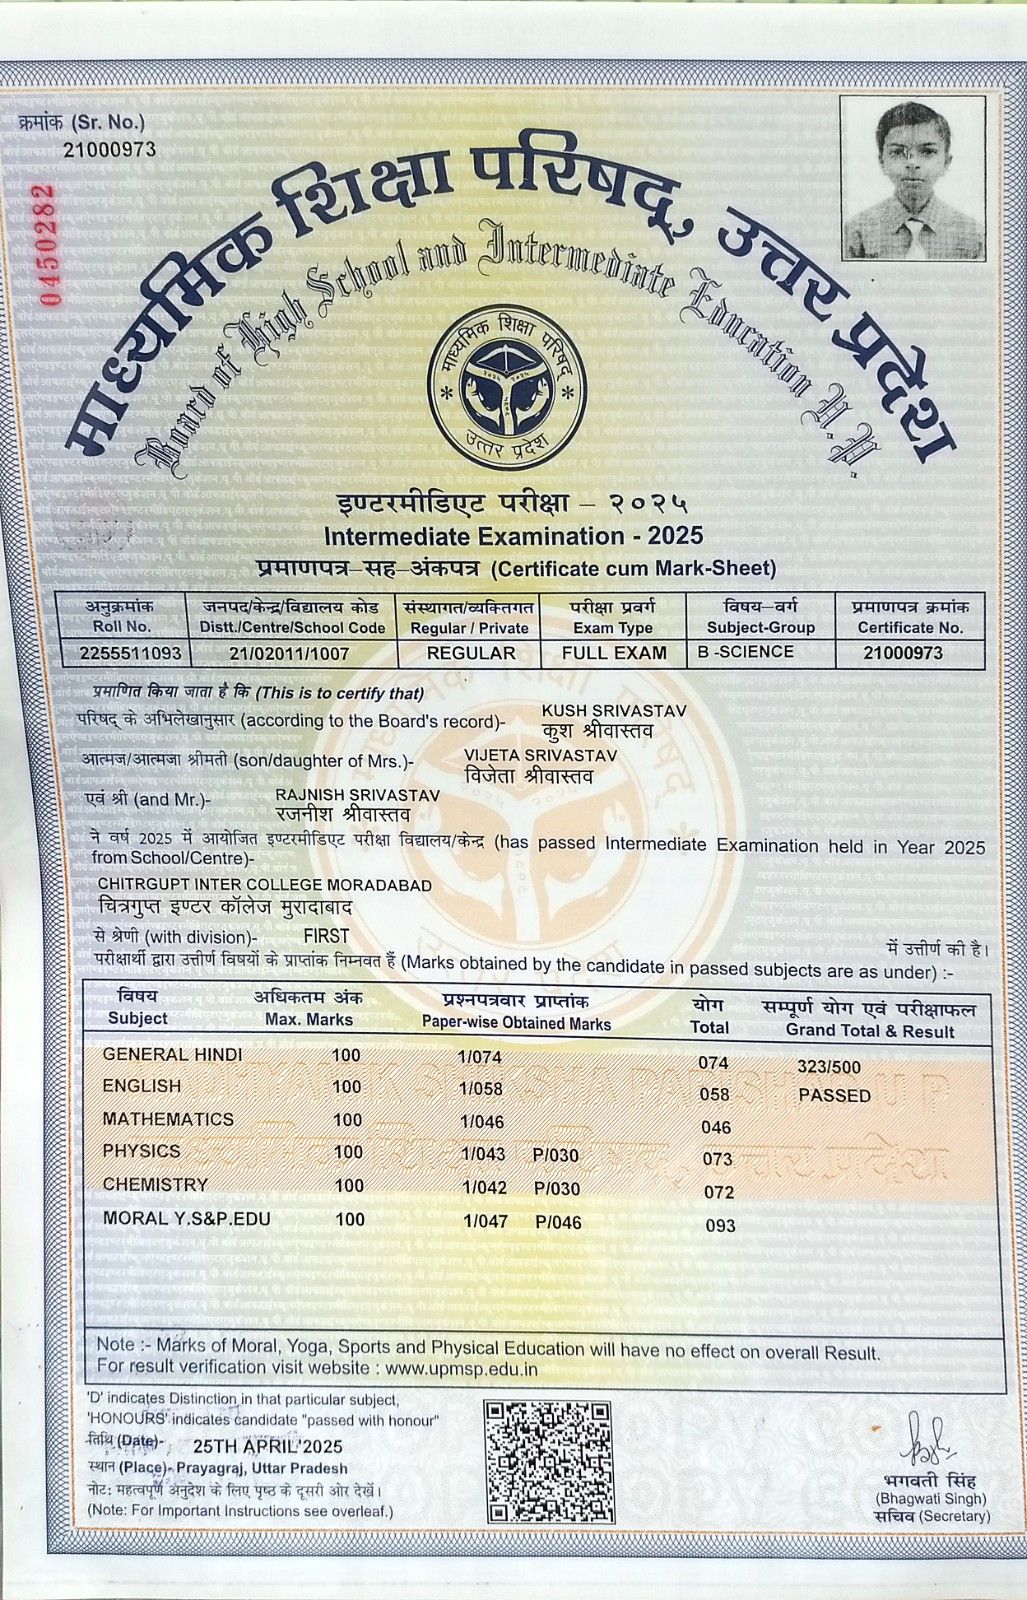 क्रमांक (Sr. No.)
21000973
0450282
माध्यमिक शिक्षा परिषद्, उत्तर प्रदेश
Board of High School and Intermediate Education U.P.
माध्यमिक शिक्षा परिषद्
उत्तर प्रदेश
इण्टरमीडिएट परीक्षा – २०२५
Intermediate Examination - 2025
प्रमाणपत्र–सह–अंकपत्र (Certificate cum Mark-Sheet)
अनुक्रमांक जनपद/केन्द्र/विद्यालय कोड संस्थागत/व्यक्तिगत परीक्षा प्रवर्ग विषय–वर्ग प्रमाणपत्र क्रमांक
Roll No. Distt./Centre/School Code Regular / Private Exam Type Subject-Group Certificate No.
2255511093 21/02011/1007 REGULAR FULL EXAM B -SCIENCE 21000973
प्रमाणित किया जाता है कि (This is to certify that)
परिषद् के अभिलेखानुसार (according to the Board's record)- KUSH SRIVASTAV
कुश श्रीवास्तव
आत्मज/आत्मजा श्रीमती (son/daughter of Mrs.)- VIJETA SRIVASTAV
विजेता श्रीवास्तव
एवं श्री (and Mr.)- RAJNISH SRIVASTAV
रजनीश श्रीवास्तव
ने वर्ष 2025 में आयोजित इण्टरमीडिएट परीक्षा विद्यालय/केन्द्र (has passed Intermediate Examination held in Year 2025
from School/Centre)-
CHITRGUPT INTER COLLEGE MORADABAD
चित्रगुप्त इण्टर कॉलेज मुरादाबाद
से श्रेणी (with division)- FIRST में उत्तीर्ण की है।
परीक्षार्थी द्वारा उत्तीर्ण विषयों के प्राप्तांक निम्नवत हैं (Marks obtained by the candidate in passed subjects are as under) :-
विषय अधिकतम अंक प्रश्नपत्रवार प्राप्तांक योग सम्पूर्ण योग एवं परीक्षाफल
Subject Max. Marks Paper-wise Obtained Marks Total Grand Total & Result
GENERAL HINDI 100 1/074 074 323/500
ENGLISH 100 1/058 058 PASSED
MATHEMATICS 100 1/046 046
PHYSICS 100 1/043 P/030 073
CHEMISTRY 100 1/042 P/030 072
MORAL Y.S&P.EDU 100 1/047 P/046 093
Note :- Marks of Moral, Yoga, Sports and Physical Education will have no effect on overall Result.
For result verification visit website : www.upmsp.edu.in
'D' indicates Distinction in that particular subject,
'HONOURS' indicates candidate "passed with honour"
तिथि (Date)- 25TH APRIL'2025
स्थान (Place)- Prayagraj, Uttar Pradesh
नोट: महत्वपूर्ण अनुदेश के लिए पृष्ठ के दूसरी ओर देखें।
(Note: For Important Instructions see overleaf.)
भगवती सिंह
(Bhagwati Singh)
सचिव (Secretary)